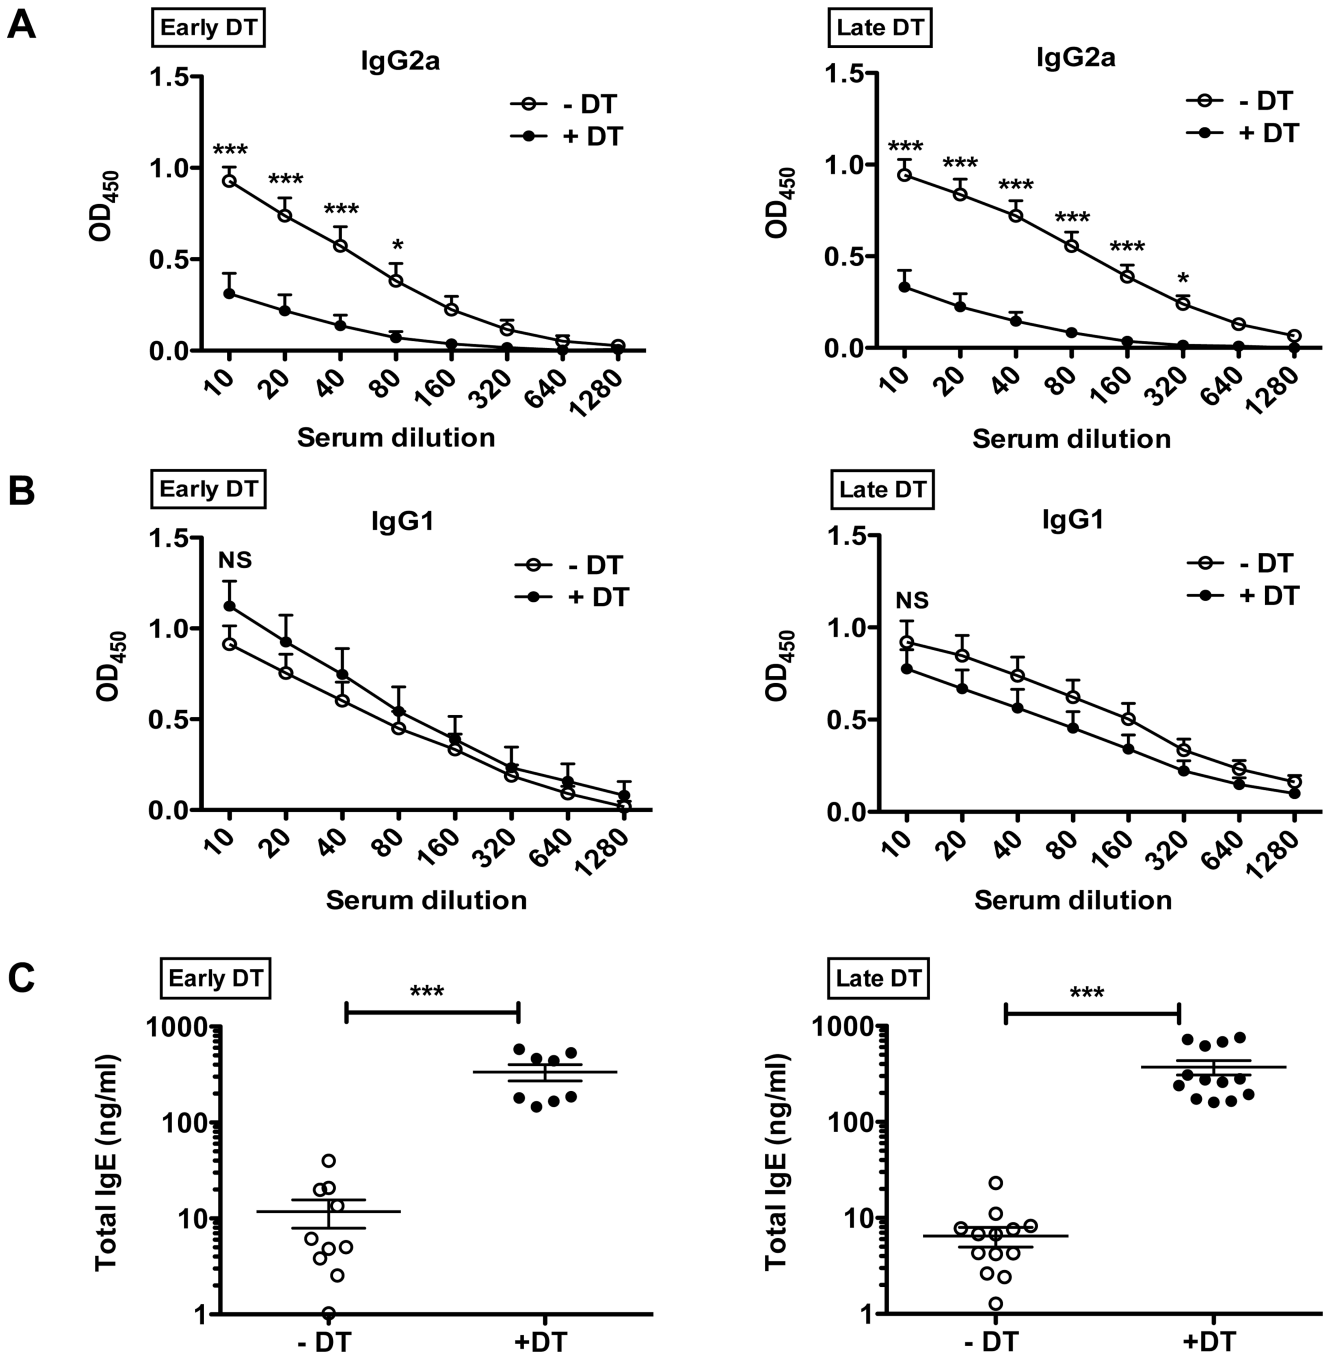 A
Early DT
IgG2a
1.5
1.0
0.5
0.0
OD450
- DT
+ DT
***
***
***
*
10
20
40
80
160
320
640
1280
Serum dilution
Late DT
IgG2a
1.5
1.0
0.5
0.0
OD450
- DT
+ DT
***
***
***
***
***
*
10
20
40
80
160
320
640
1280
Serum dilution
B
Early DT
IgG1
1.5
1.0
0.5
0.0
OD450
NS
- DT
+ DT
10
20
40
80
160
320
640
1280
Serum dilution
Late DT
IgG1
1.5
1.0
0.5
0.0
OD450
NS
- DT
+ DT
10
20
40
80
160
320
640
1280
Serum dilution
C
Early DT
***
1000
100
10
1
Total IgE (ng/ml)
- DT
+DT
Late DT
***
1000
100
10
1
Total IgE (ng/ml)
- DT
+DT